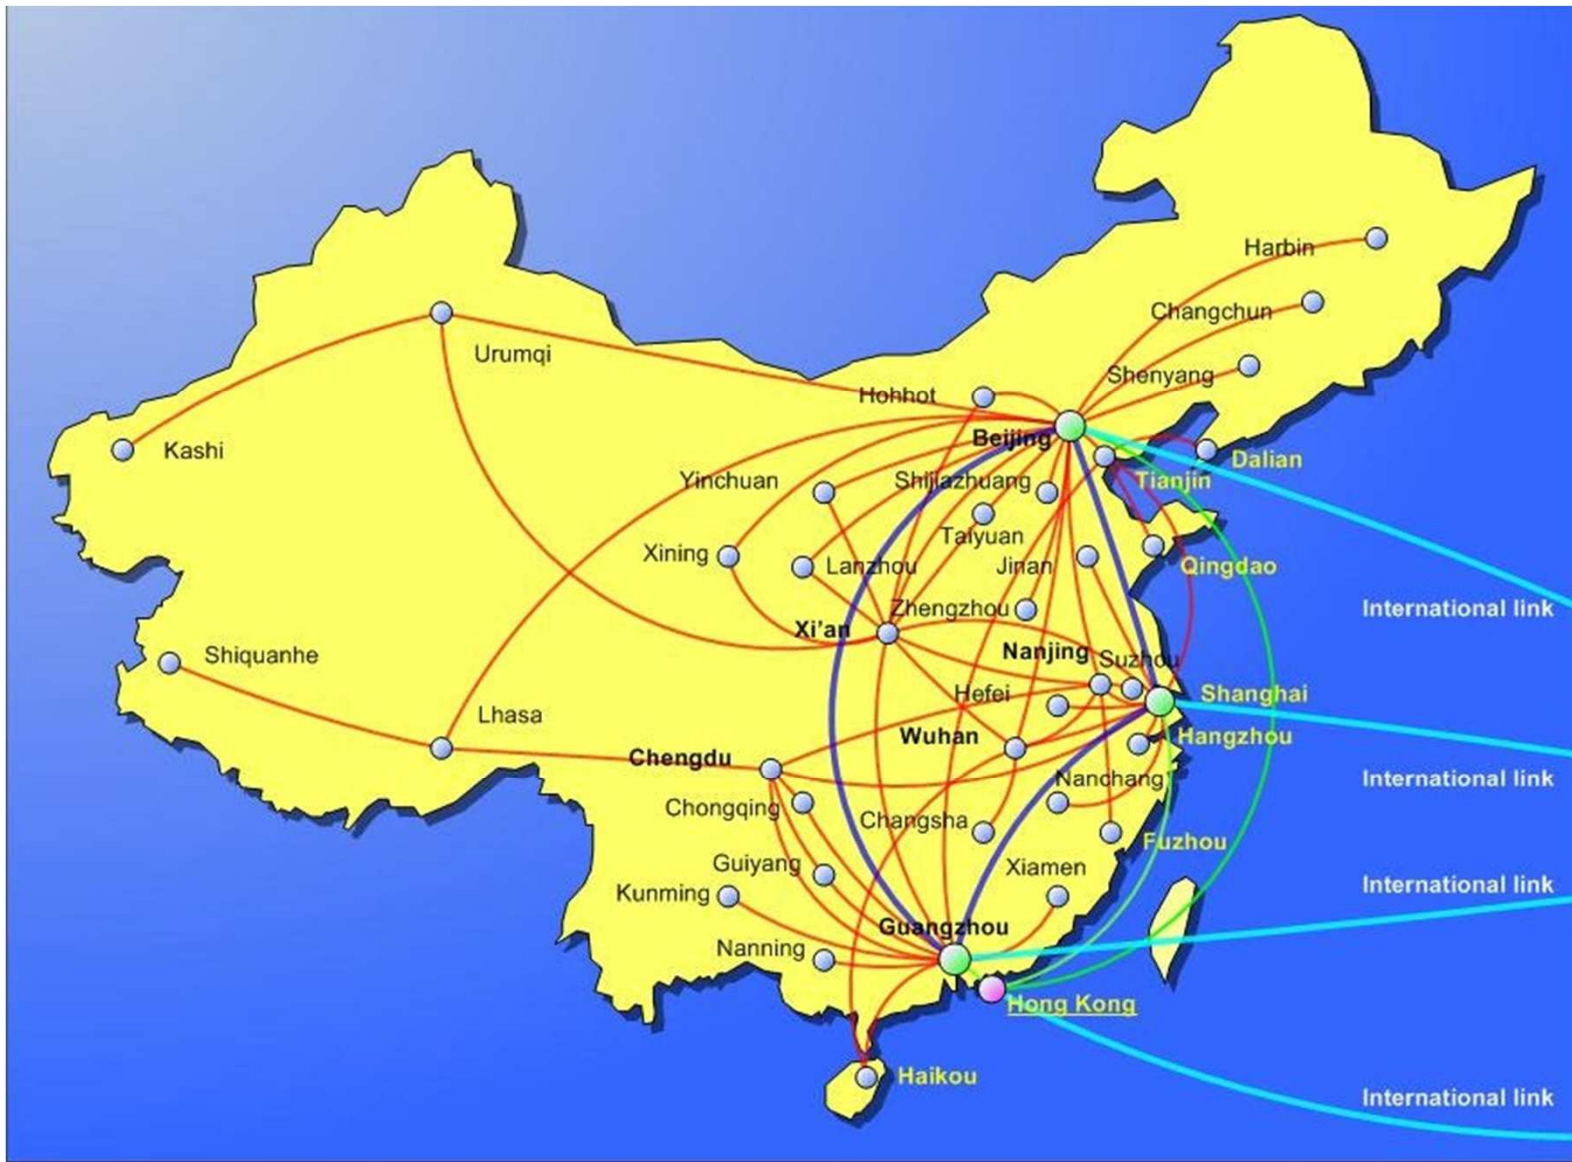 Harbin
Changchun
Urumqi
Shenyang
Hohhot
Beijing
Kashi
Dalian
Yinchuan
Shijiazhuang
Tianjin
Taiyuan
Xining
Lanzhou
Jinan
Qingdao
Zhengzhou
International link
Xi'an
Shiquanhe
Nanjing
Suzhou
Hefei
Shanghai
Lhasa
Wuhan
Hangzhou
Chengdu
Nanchang
International link
Chongqing
Changsha
Fuzhou
Guiyang
Xiamen
International link
Kunming
Guangzhou
Nanning
Hong Kong
Haikou
International link